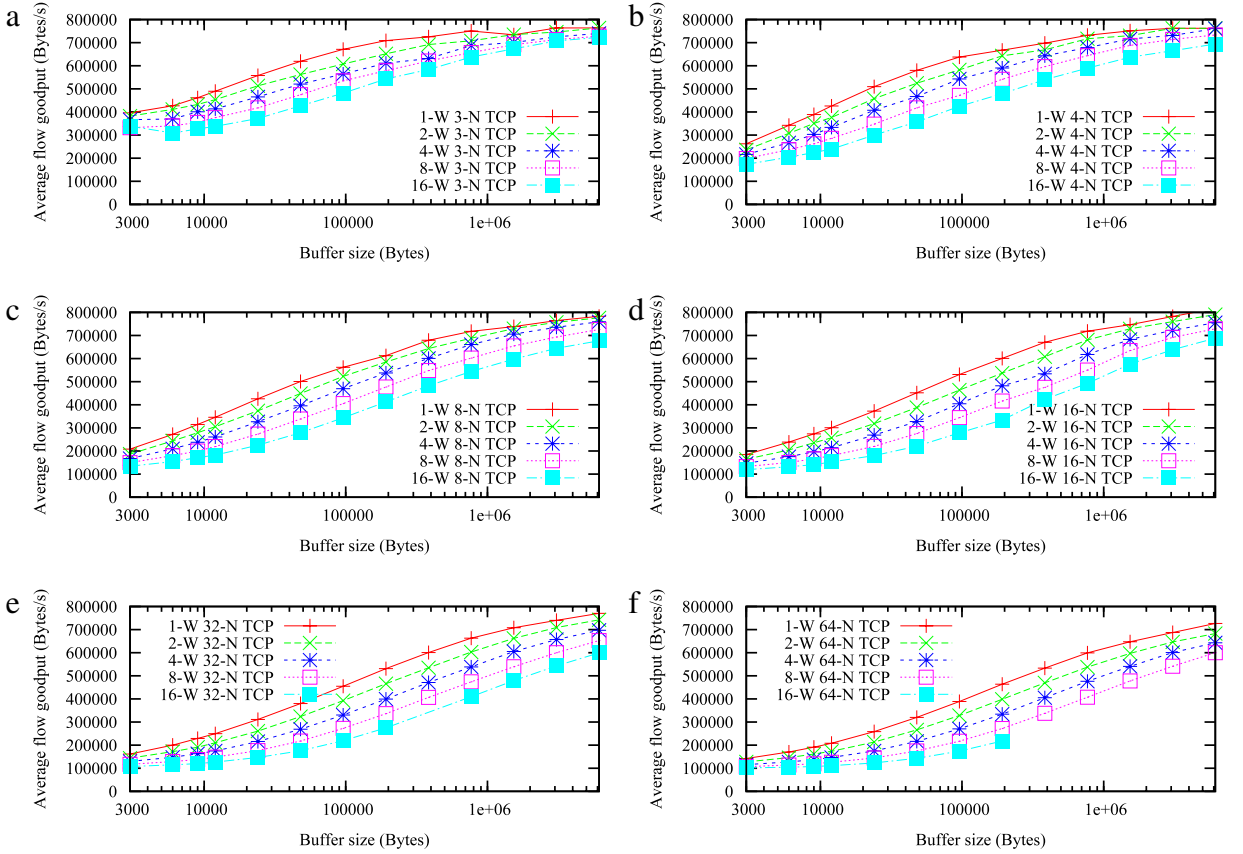 a
Average flow goodput (Bytes/s)
800000
700000
600000
500000
400000
300000
200000
100000
0
1-W 3-N TCP
2-W 3-N TCP
4-W 3-N TCP
8-W 3-N TCP
16-W 3-N TCP
3000
10000
100000
1e+06
Buffer size (Bytes)
b
Average flow goodput (Bytes/s)
800000
700000
600000
500000
400000
300000
200000
100000
0
1-W 4-N TCP
2-W 4-N TCP
4-W 4-N TCP
8-W 4-N TCP
16-W 4-N TCP
3000
10000
100000
1e+06
Buffer size (Bytes)
c
Average flow goodput (Bytes/s)
800000
700000
600000
500000
400000
300000
200000
100000
0
1-W 8-N TCP
2-W 8-N TCP
4-W 8-N TCP
8-W 8-N TCP
16-W 8-N TCP
3000
10000
100000
1e+06
Buffer size (Bytes)
d
Average flow goodput (Bytes/s)
800000
700000
600000
500000
400000
300000
200000
100000
0
1-W 16-N TCP
2-W 16-N TCP
4-W 16-N TCP
8-W 16-N TCP
16-W 16-N TCP
3000
10000
100000
1e+06
Buffer size (Bytes)
e
Average flow goodput (Bytes/s)
800000
700000
600000
500000
400000
300000
200000
100000
0
1-W 32-N TCP
2-W 32-N TCP
4-W 32-N TCP
8-W 32-N TCP
16-W 32-N TCP
3000
10000
100000
1e+06
Buffer size (Bytes)
f
Average flow goodput (Bytes/s)
800000
700000
600000
500000
400000
300000
200000
100000
0
1-W 64-N TCP
2-W 64-N TCP
4-W 64-N TCP
8-W 64-N TCP
16-W 64-N TCP
3000
10000
100000
1e+06
Buffer size (Bytes)